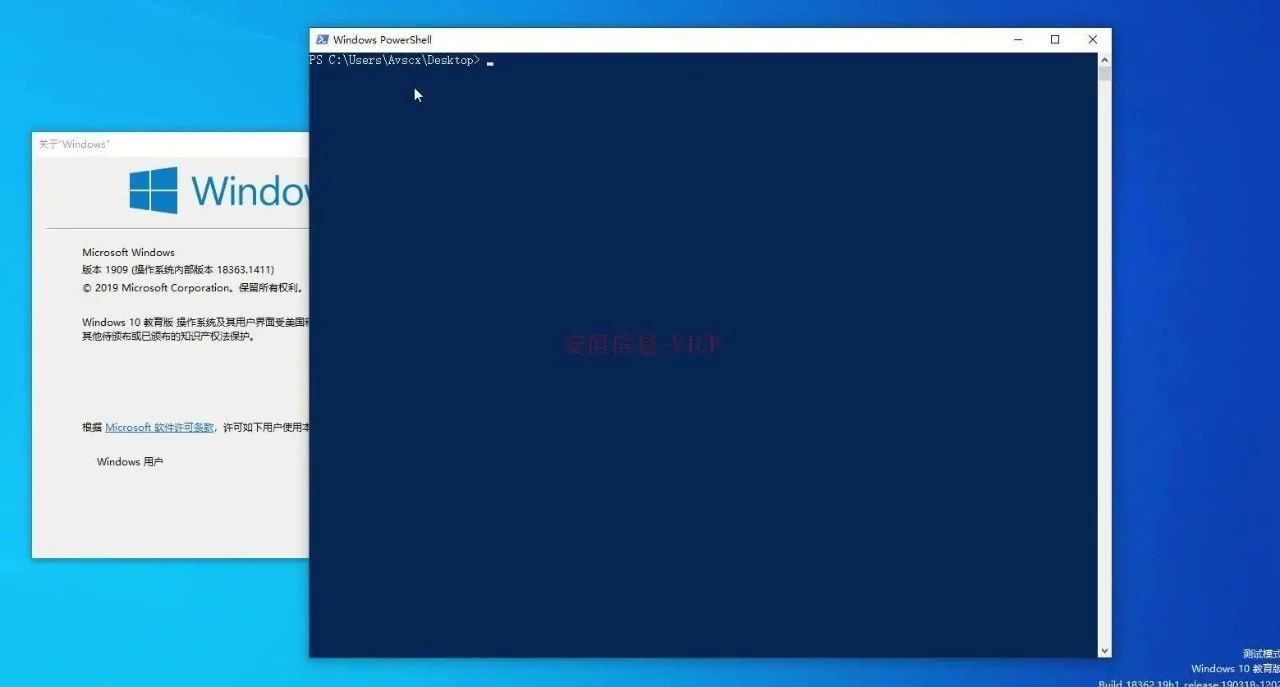 Windows PowerShell
PS C:\Users\Avscx\Desktop>
关于"Windows"
Microsoft Windows
版本 1909 (操作系统内部版本 18363.1411)
© 2019 Microsoft Corporation。保留所有权利。
Windows 10 教育版 操作系统及其用户界面受美国
其他待颁布或已颁布的知识产权法保护。
安恒信息-VICP
根据 Microsoft 软件许可条款，许可如下用户使用本
Windows 用户
测试模式
Windows 10 教育版
Build 18362.19h1_release.190318-1202